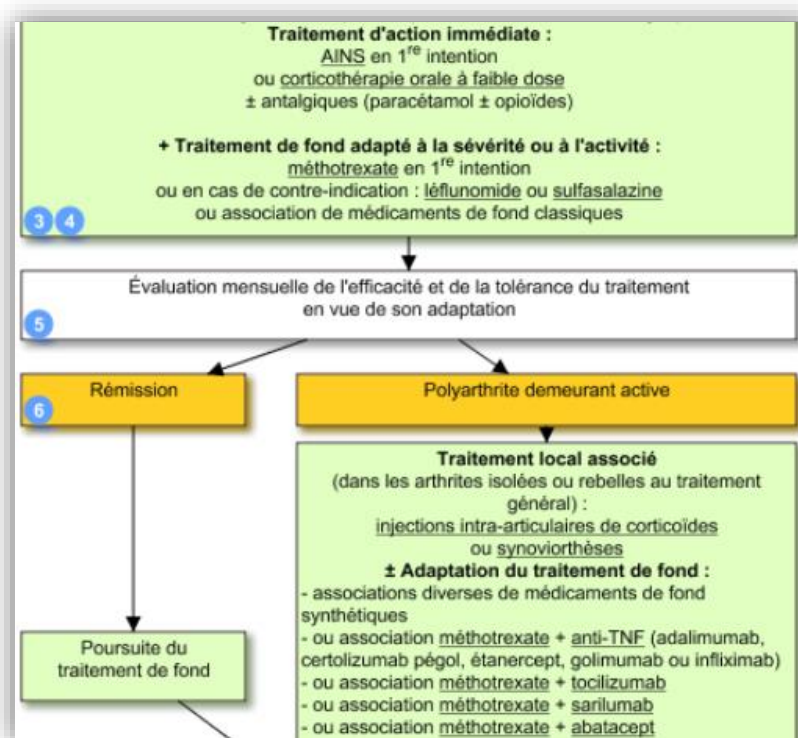 Traitement d'action immédiate :
AINS en 1re intention
ou corticothérapie orale à faible dose
± antalgiques (paracétamol ± opioïdes)
+ Traitement de fond adapté à la sévérité ou à l'activité :
méthotrexate en 1re intention
ou en cas de contre-indication : léflunomide ou sulfasalazine
ou association de médicaments de fond classiques
3 4
Évaluation mensuelle de l'efficacité et de la tolérance du traitement
en vue de son adaptation
5
Rémission
6
Polyarthrite demeurant active
Traitement local associé
(dans les arthrites isolées ou rebelles au traitement
général) :
injections intra-articulaires de corticoïdes
ou synoviorthèses
± Adaptation du traitement de fond :
- associations diverses de médicaments de fond
synthétiques
- ou association méthotrexate + anti-TNF (adalimumab,
certolizumab pégol, étanercept, golimumab ou infliximab)
- ou association méthotrexate + tocilizumab
- ou association méthotrexate + sarilumab
- ou association méthotrexate + abatacept
Poursuite du
traitement de fond